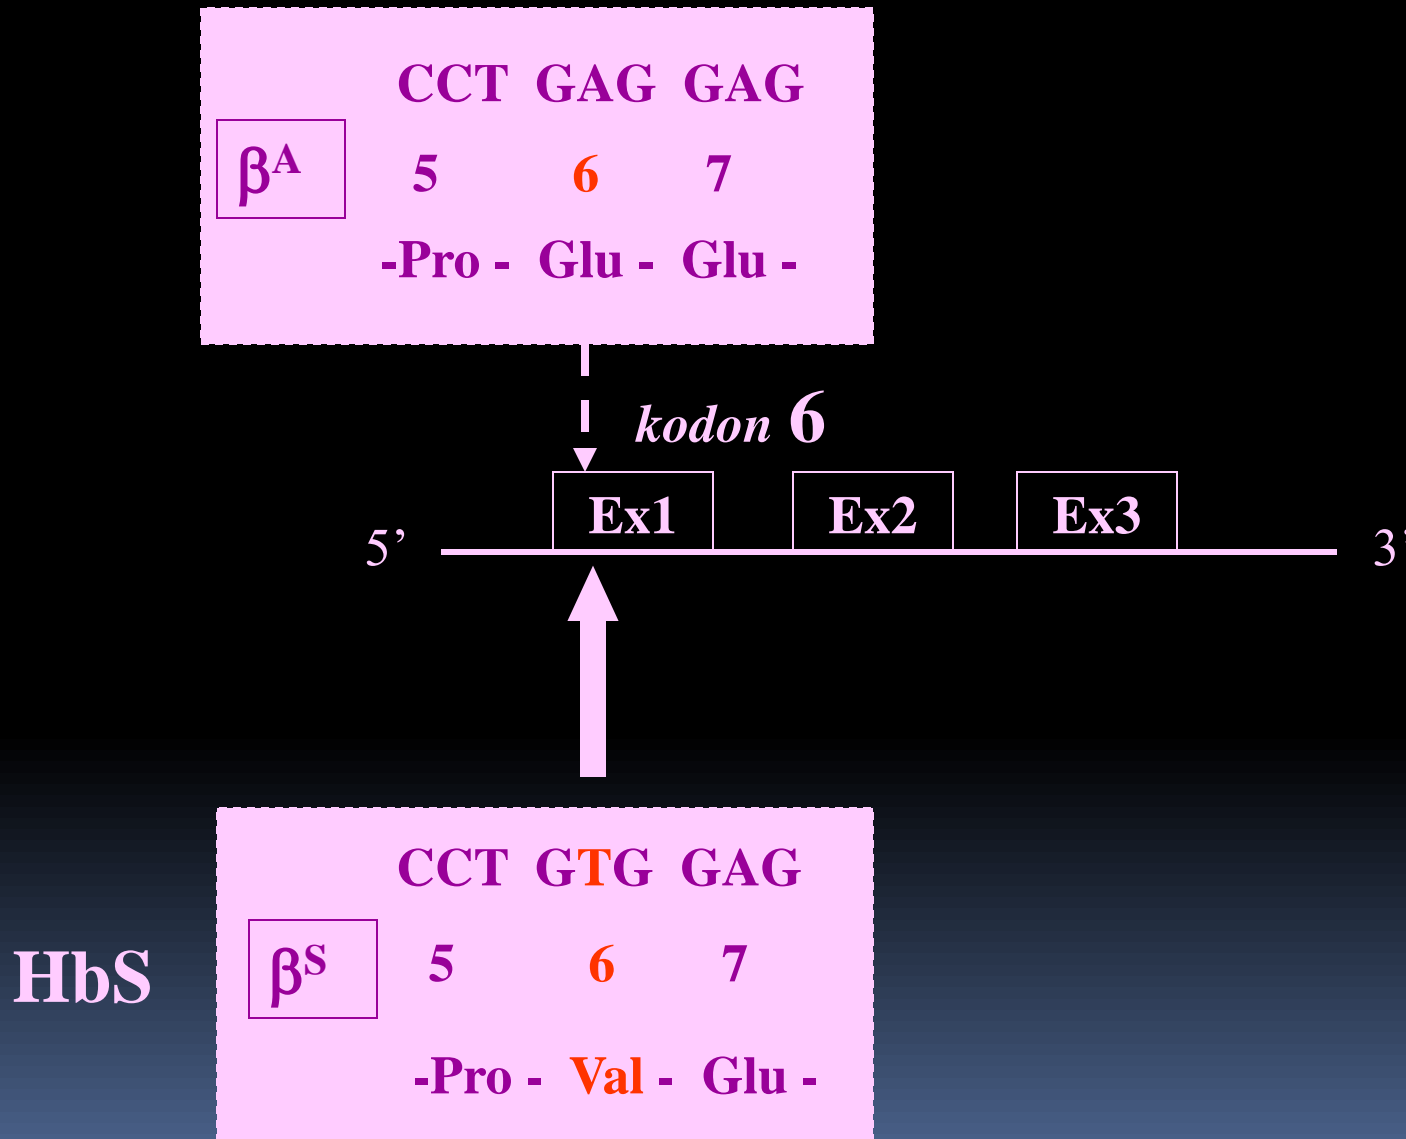 CCT GAG GAG
βA 5 6 7
-Pro - Glu - Glu -
kodon 6
Ex1 Ex2 Ex3
5’ 3’
CCT GTG GAG
HbS βS 5 6 7
-Pro - Val - Glu -